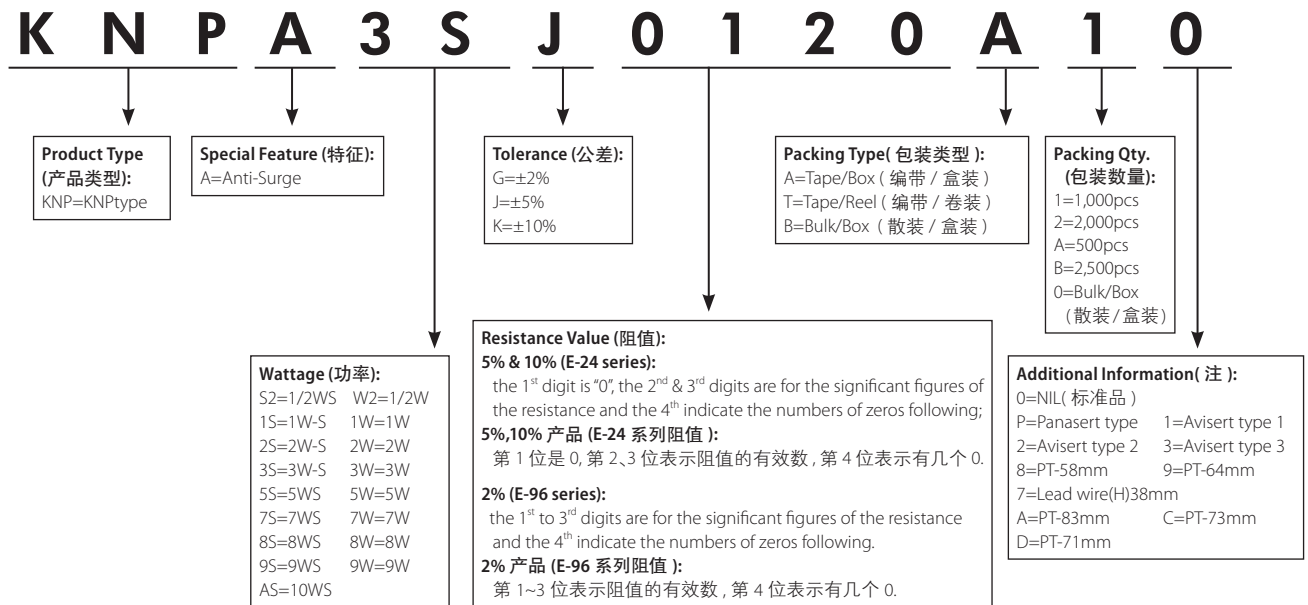 K N P A 3 S J 0 1 2 0 A 1 0
Product Type
(产品类型):
KNP=KNPtype
Special Feature (特征):
A=Anti-Surge
Tolerance (公差):
G=±2%
J=±5%
K=±10%
Packing Type( 包装类型 ):
A=Tape/Box ( 编带 / 盒装 )
T=Tape/Reel ( 编带 / 卷装 )
B=Bulk/Box ( 散装 / 盒装 )
Packing Qty.
(包装数量):
1=1,000pcs
2=2,000pcs
A=500pcs
B=2,500pcs
0=Bulk/Box
(散装/盒装)
Wattage (功率):
S2=1/2WS W2=1/2W
1S=1W-S 1W=1W
2S=2W-S 2W=2W
3S=3W-S 3W=3W
5S=5WS 5W=5W
7S=7WS 7W=7W
8S=8WS 8W=8W
9S=9WS 9W=9W
AS=10WS
Resistance Value (阻值):
5% & 10% (E-24 series):
the 1st digit is “0”, the 2nd & 3rd digits are for the significant figures of
the resistance and the 4th indicate the numbers of zeros following;
5%,10% 产品 (E-24 系列阻值 ):
第 1 位是 0, 第 2、3 位表示阻值的有效数 , 第 4 位表示有几个 0.
2% (E-96 series):
the 1st to 3rd digits are for the significant figures of the resistance
and the 4th indicate the numbers of zeros following.
2% 产品 (E-96 系列阻值 ):
第 1~3 位表示阻值的有效数 , 第 4 位表示有几个 0.
Additional Information( 注 ):
0=NIL( 标准品 )
P=Panasert type 1=Avisert type 1
2=Avisert type 2 3=Avisert type 3
8=PT-58mm 9=PT-64mm
7=Lead wire(H)38mm
A=PT-83mm C=PT-73mm
D=PT-71mm